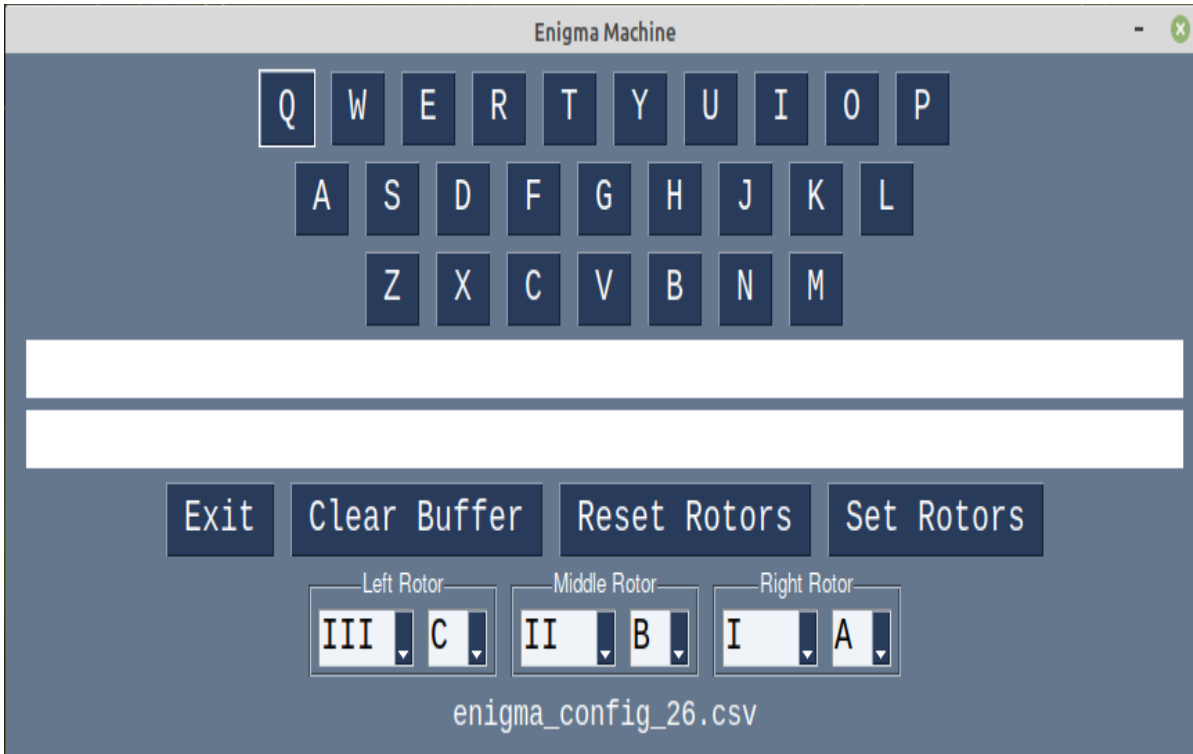 Enigma Machine
Q W E R T Y U I O P
A S D F G H J K L
Z X C V B N M
Exit Clear Buffer Reset Rotors Set Rotors
Left Rotor Middle Rotor Right Rotor
III C II B I A
enigma_config_26.csv